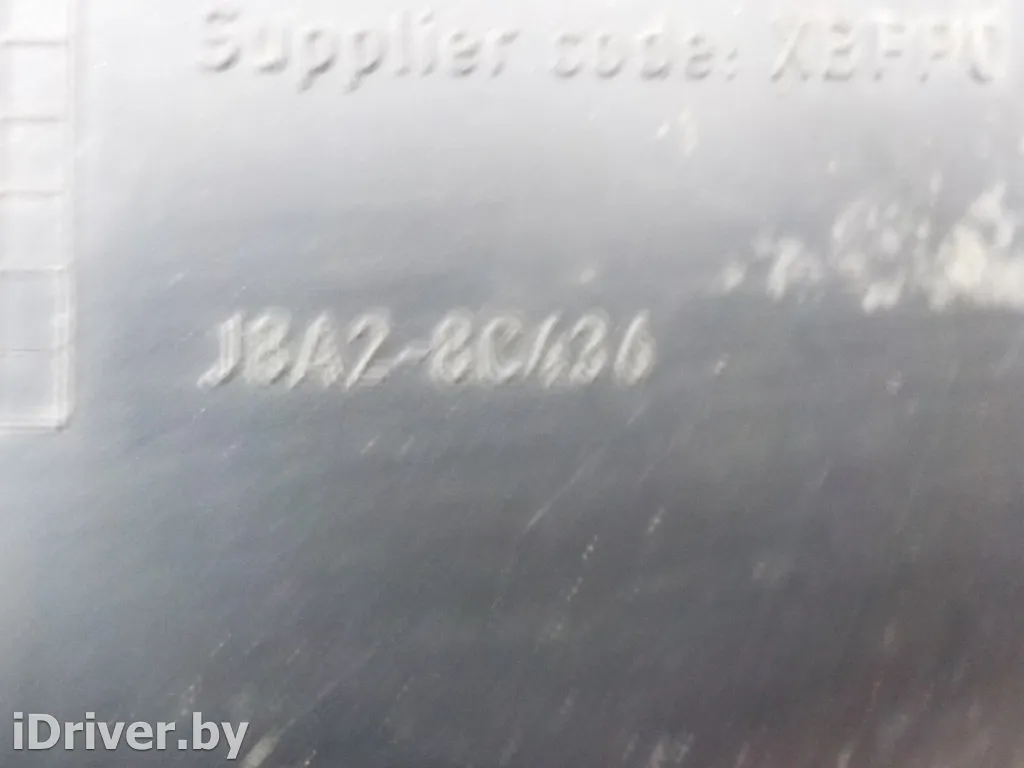 Supplier code: XBFP0
J8A2-8C436
iDriver.by